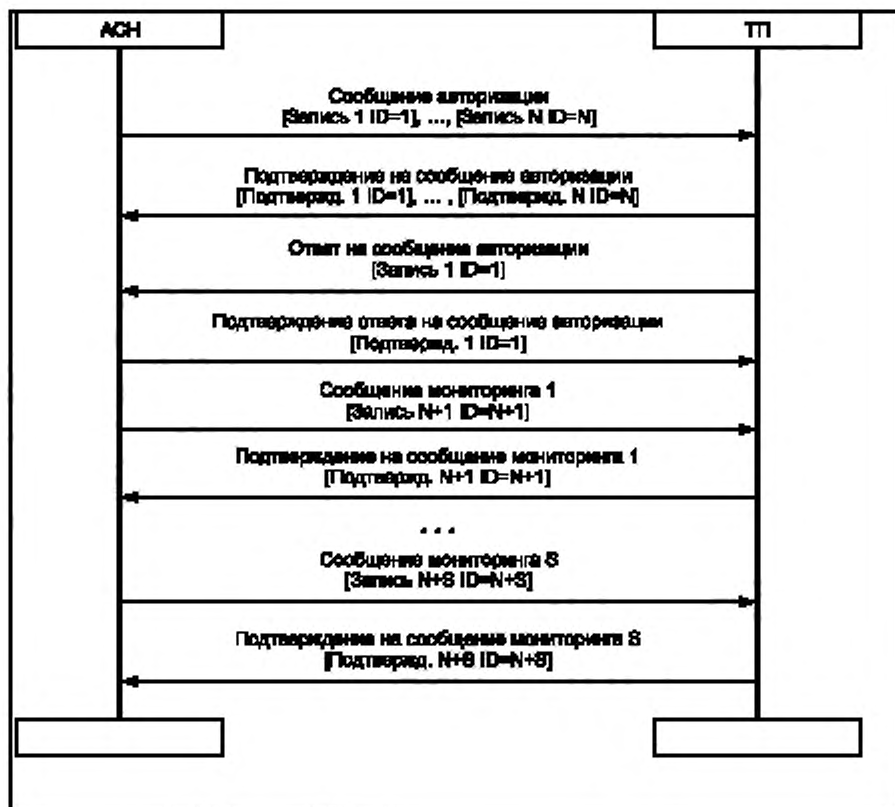 АСН
ТП
Сообщение авторизации
[Запись 1 ID=1], ..., [Запись N ID=N]
Подтверждение на сообщение авторизации
[Подтвержд. 1 ID=1], ... , [Подтвержд. N ID=N]
Ответ на сообщение авторизации
[Запись 1 ID=1]
Подтверждение ответа на сообщение авторизации
[Подтвержд. 1 ID=1]
Сообщение мониторинга 1
[Запись N+1 ID=N+1]
Подтверждение на сообщение мониторинга 1
[Подтвержд. N+1 ID=N+1]
. . .
Сообщение мониторинга S
[Запись N+S ID=N+S]
Подтверждение на сообщение мониторинга S
[Подтвержд. N+S ID=N+S]